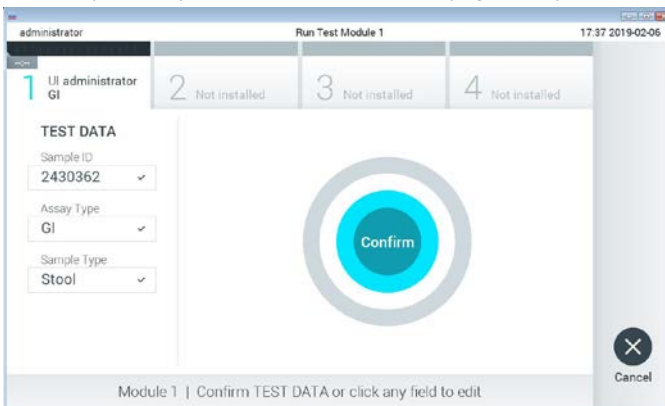 administrator Run Test Module 1 17:37 2019-02-06
1 UI administrator
GI
2 Not installed
3 Not installed
4 Not installed
TEST DATA
Sample ID
2430362
Assay Type
GI
Sample Type
Stool
Confirm
Cancel
Module 1 | Confirm TEST DATA or click any field to edit